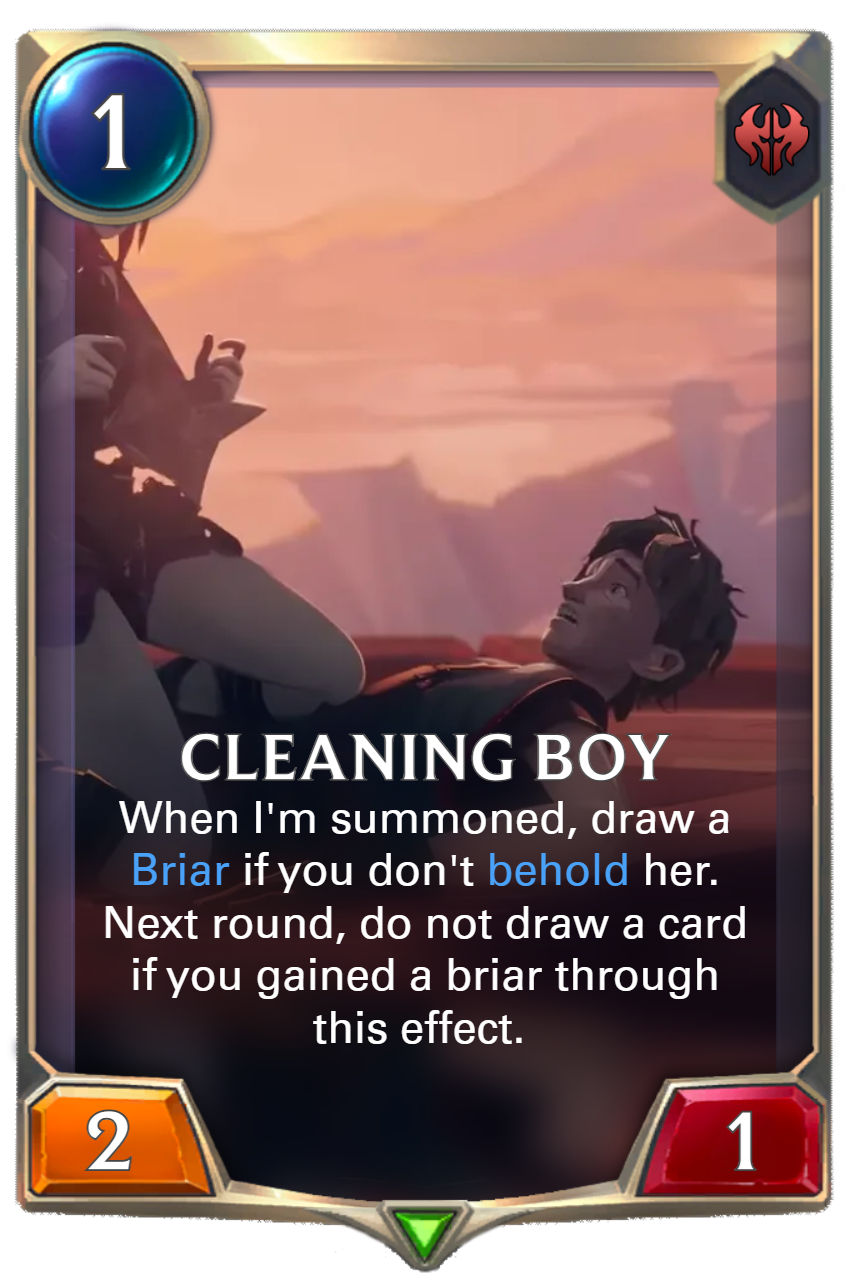 1
CLEANING BOY
When I'm summoned, draw a
Briar if you don't behold her.
Next round, do not draw a card
if you gained a briar through
this effect.
2
1